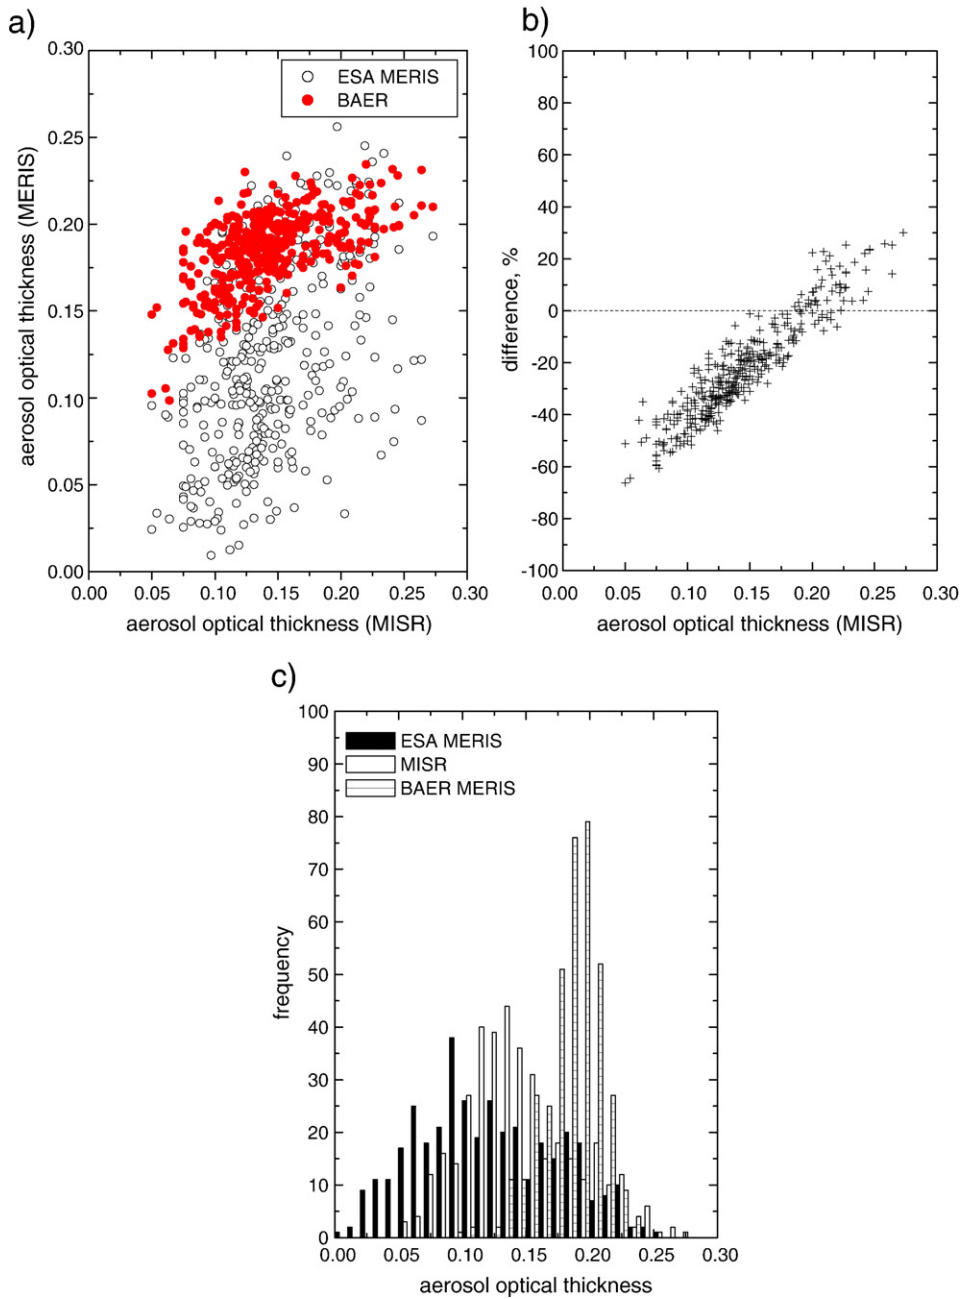 a)
0.30
0.25
0.20
0.15
0.10
0.05
0.00
aerosol optical thickness (MERIS)
ESA MERIS
BAER
0.00 0.05 0.10 0.15 0.20 0.25 0.30
aerosol optical thickness (MISR)
b)
100
80
60
40
20
0
-20
-40
-60
-80
-100
difference, %
0.00 0.05 0.10 0.15 0.20 0.25 0.30
aerosol optical thickness (MISR)
c)
100
90
80
70
60
50
40
30
20
10
0
frequency
ESA MERIS
MISR
BAER MERIS
0.00 0.05 0.10 0.15 0.20 0.25 0.30
aerosol optical thickness